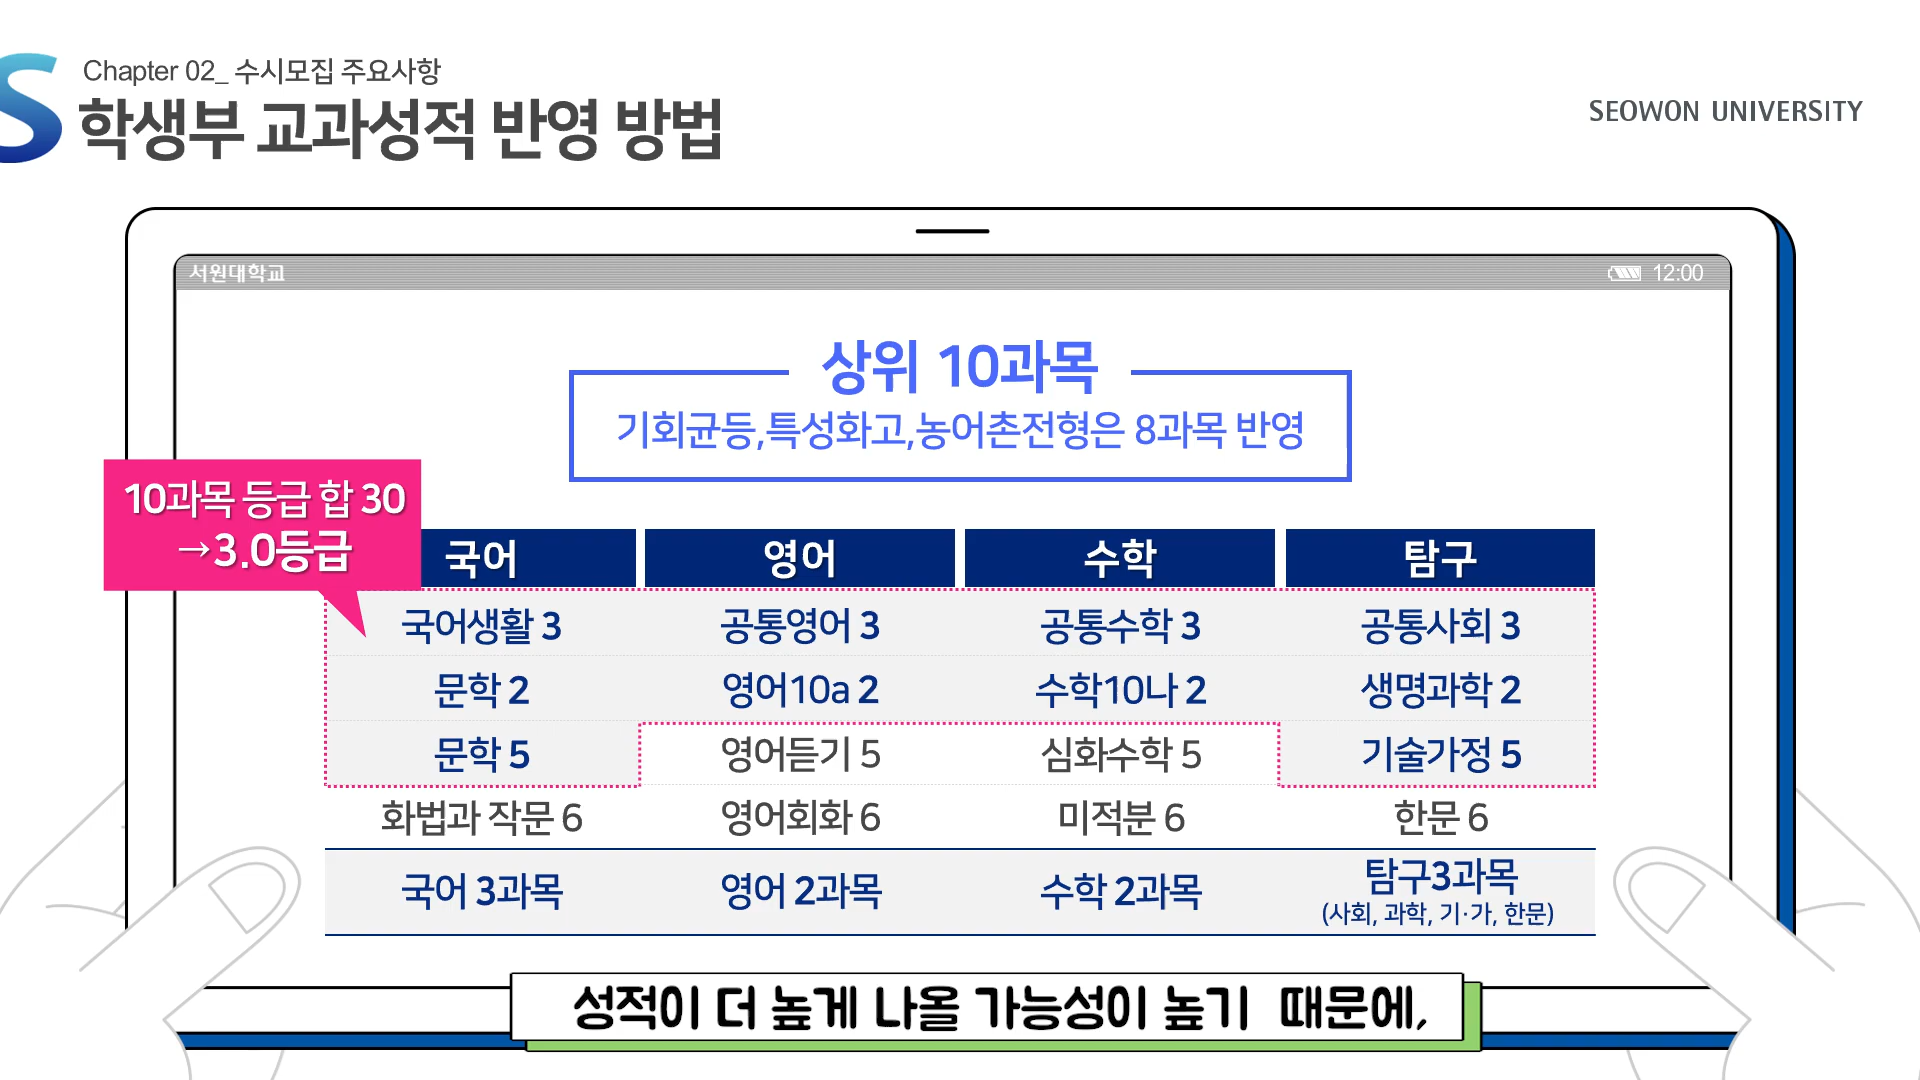 Chapter 02_ 수시모집 주요사항
S 학생부 교과성적 반영 방법
SEOWON UNIVERSITY
서원대학교
12:00
상위 10과목
기회균등,특성화고,농어촌전형은 8과목 반영
10과목 등급 합 30
→3.0등급
국어 영어 수학 탐구
국어생활 3 공통영어 3 공통수학 3 공통사회 3
문학 2 영어10a 2 수학10나 2 생명과학 2
문학 5 영어듣기 5 심화수학 5 기술가정 5
화법과 작문 6 영어회화 6 미적분 6 한문 6
국어 3과목 영어 2과목 수학 2과목 탐구3과목
(사회, 과학, 기·가, 한문)
성적이 더 높게 나올 가능성이 높기 때문에,